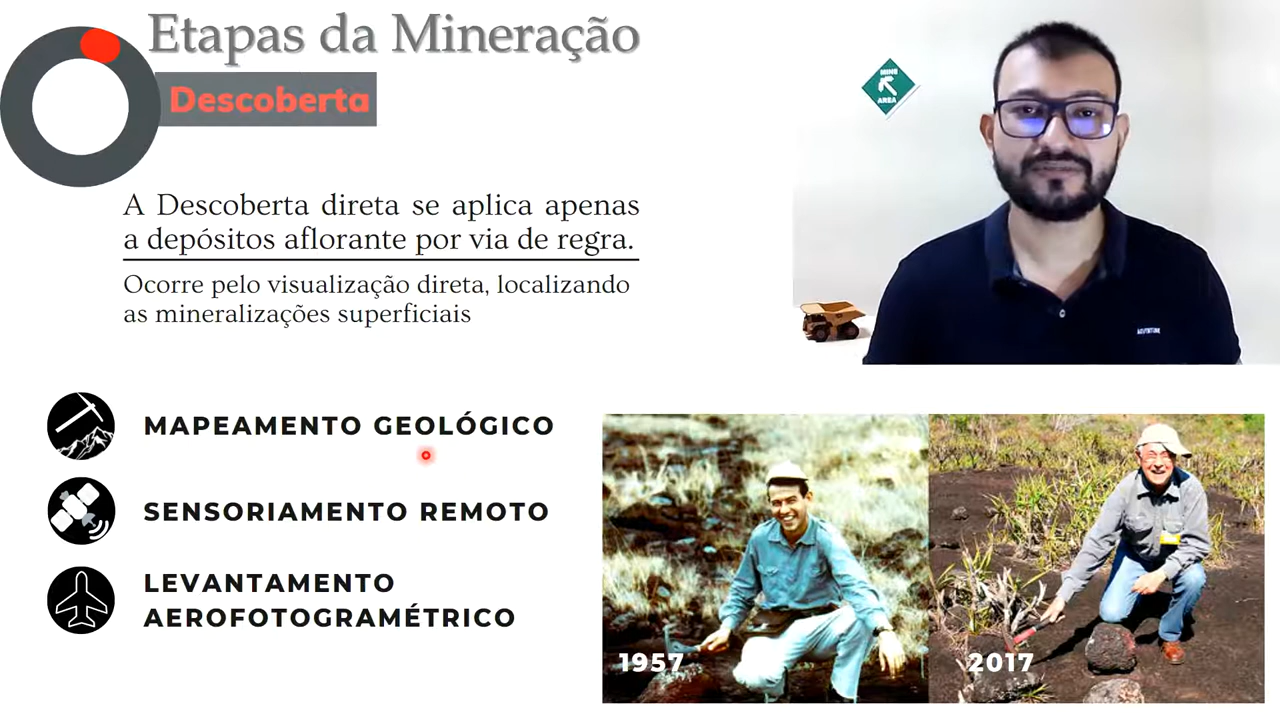 Etapas da Mineração
Descoberta
MINE
AREA
A Descoberta direta se aplica apenas
a depósitos aflorante por via de regra.
Ocorre pelo visualização direta, localizando
as mineralizações superficiais
MAPEAMENTO GEOLÓGICO
SENSORIAMENTO REMOTO
LEVANTAMENTO
AEROFOTOGRAMÉTRICO
1957
2017